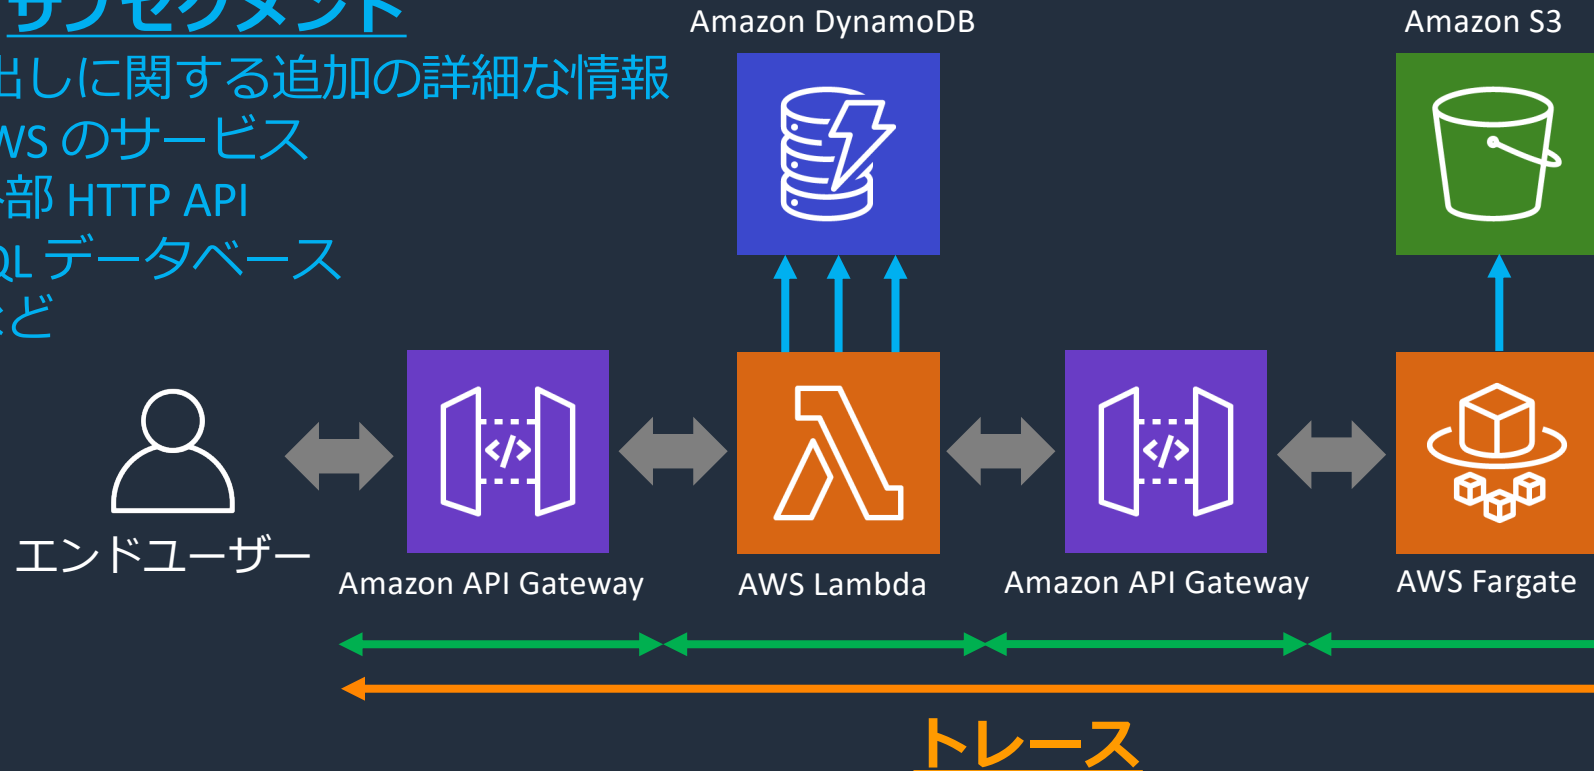 サブセグメント
出しに関する追加の詳細な情報
WS のサービス
部 HTTP API
QL データベース
など
Amazon DynamoDB
Amazon S3
</>
</>
エンドユーザー
Amazon API Gateway
AWS Lambda
Amazon API Gateway
AWS Fargate
トレース